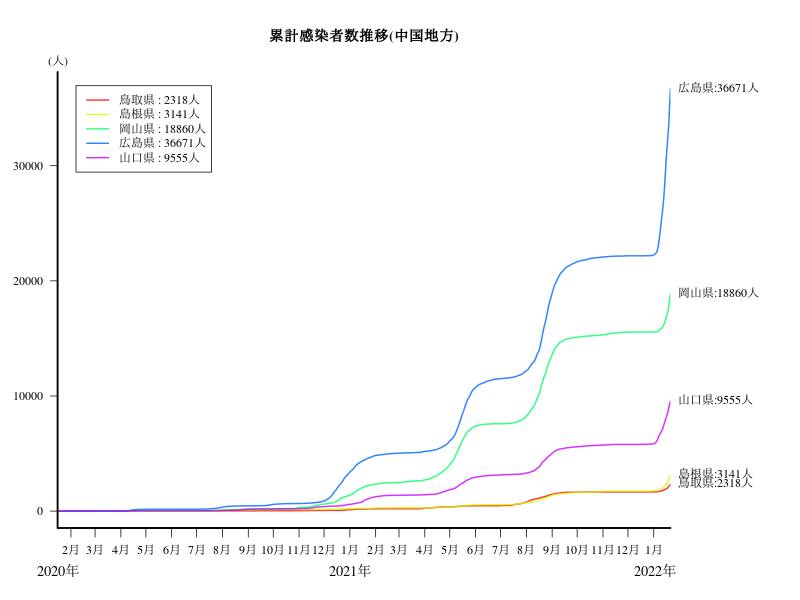 累計感染者数推移(中国地方)
(人)
鳥取県 : 2318人
島根県 : 3141人
岡山県 : 18860人
広島県 : 36671人
山口県 : 9555人
30000
20000
10000
0
広島県:36671人
岡山県:18860人
山口県:9555人
島根県:3141人
鳥取県:2318人
2月 3月 4月 5月 6月 7月 8月 9月 10月 11月 12月 1月 2月 3月 4月 5月 6月 7月 8月 9月 10月 11月 12月 1月
2020年 2021年 2022年